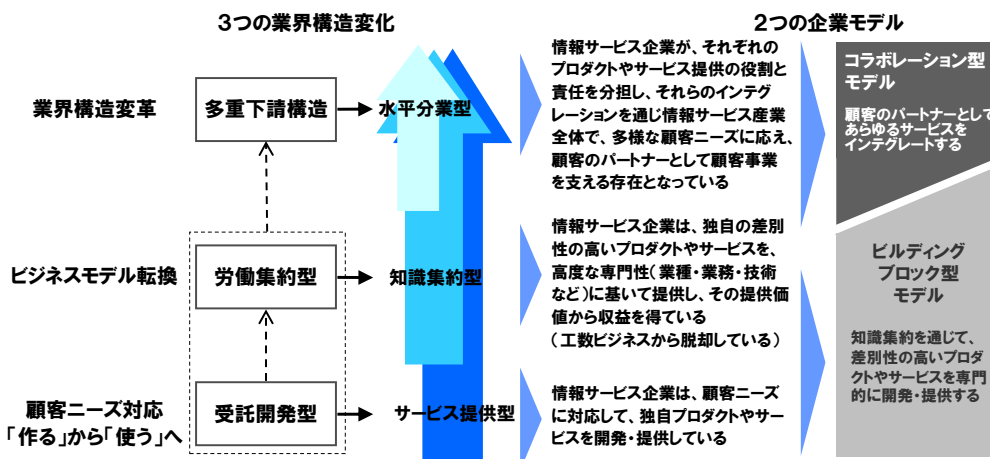 3つの業界構造変化
2つの企業モデル
業界構造変革
多重下請構造
水平分業型
情報サービス企業が、それぞれの
プロダクトやサービス提供の役割と
責任を分担し、それらのインテグ
レーションを通じ情報サービス産業
全体で、多様な顧客ニーズに応え、
顧客のパートナーとして顧客事業
を支える存在となっている
コラボレーション型
モデル
顧客のパートナーとして
あらゆるサービスを
インテグレートする
ビジネスモデル転換
労働集約型
知識集約型
情報サービス企業は、独自の差別
性の高いプロダクトやサービスを、
高度な専門性（業種・業務・技術
など）に基いて提供し、その提供価
値から収益を得ている
（工数ビジネスから脱却している）
ビルディング
ブロック型
モデル
知識集約を通じて、
差別性の高いプロダ
クトやサービスを専門
的に開発・提供する
顧客ニーズ対応
「作る」から「使う」へ
受託開発型
サービス提供型
情報サービス企業は、顧客ニーズ
に対応して、独自プロダクトやサー
ビスを開発・提供している